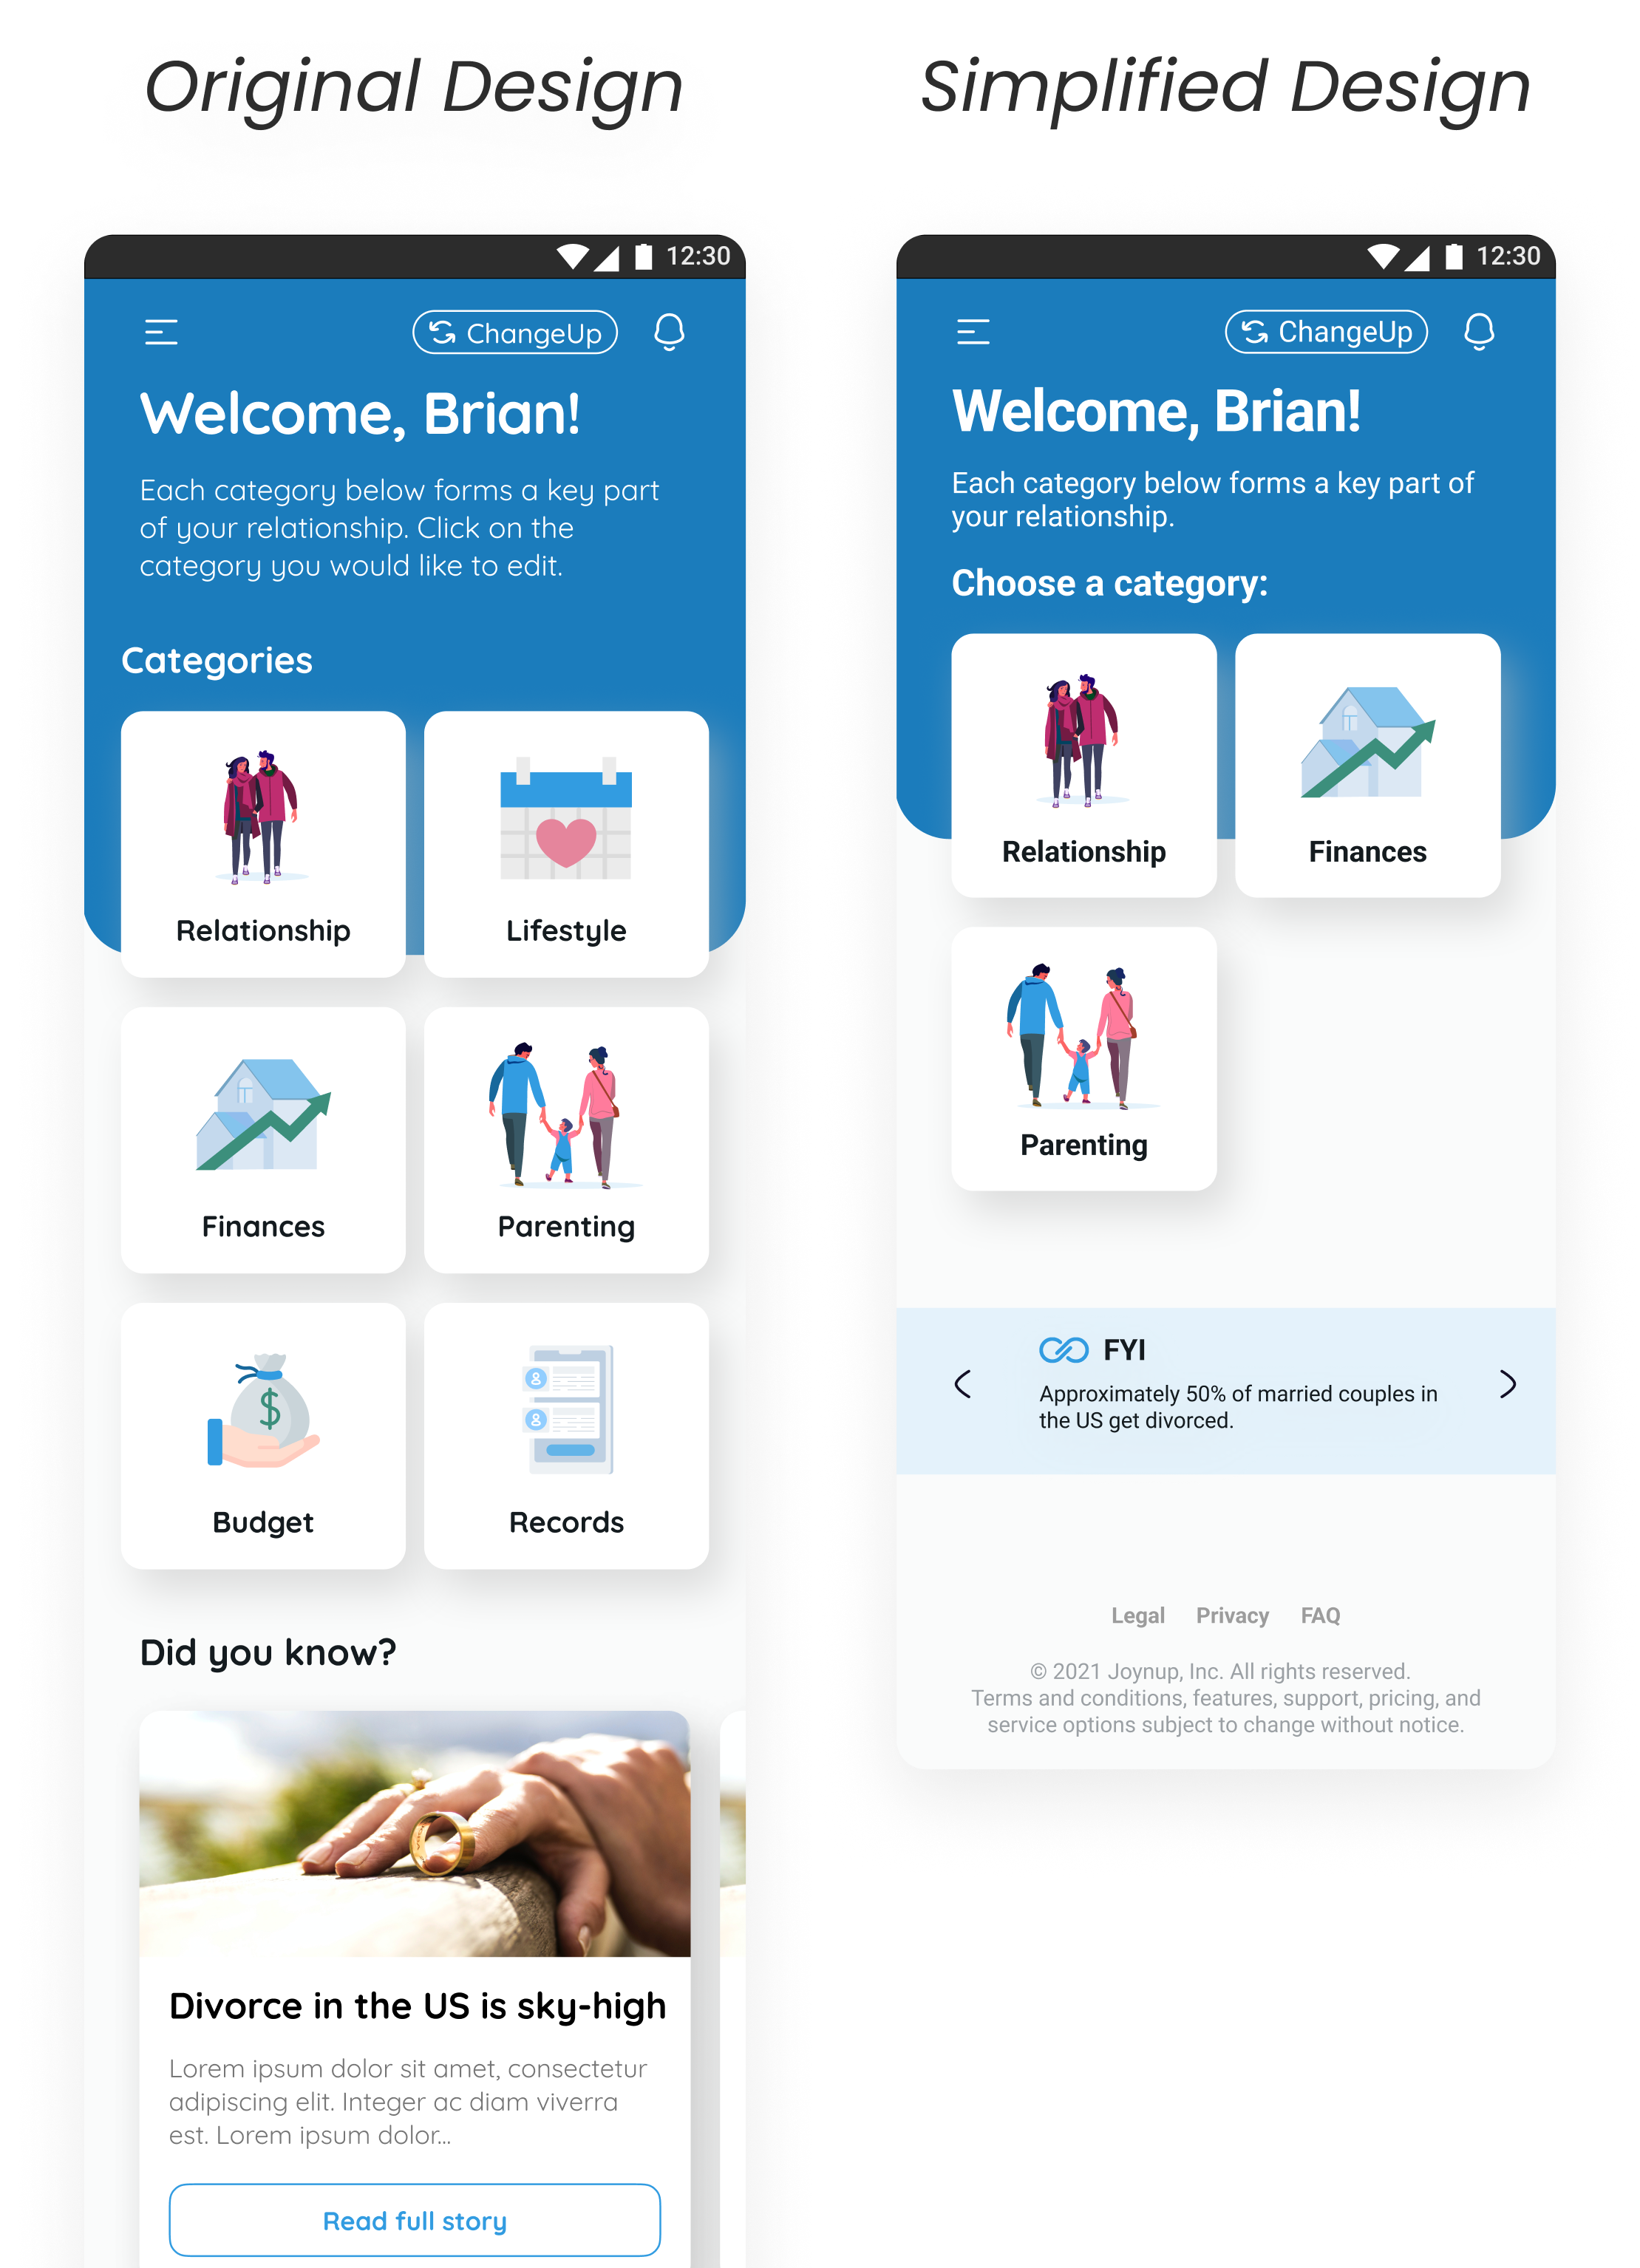 Original Design
12:30
ChangeUp
Welcome, Brian!
Each category below forms a key part
of your relationship. Click on the
category you would like to edit.
Categories
Relationship
Lifestyle
Finances
Parenting
$
Budget
Records
Did you know?
Divorce in the US is sky-high
Lorem ipsum dolor sit amet, consectetur
adipiscing elit. Integer ac diam viverra
est. Lorem ipsum dolor...
Read full story
Simplified Design
12:30
ChangeUp
Welcome, Brian!
Each category below forms a key part of
your relationship.
Choose a category:
Relationship
Finances
Parenting
FYI
Approximately 50% of married couples in
the US get divorced.
Legal Privacy FAQ
© 2021 Joynup, Inc. All rights reserved.
Terms and conditions, features, support, pricing, and
service options subject to change without notice.